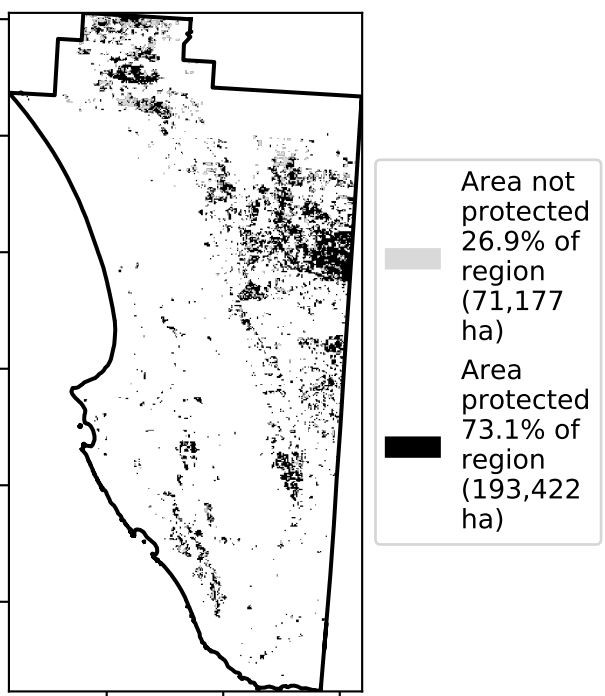 Area not
protected
26.9% of
region
(71,177
ha)
Area
protected
73.1% of
region
(193,422
ha)